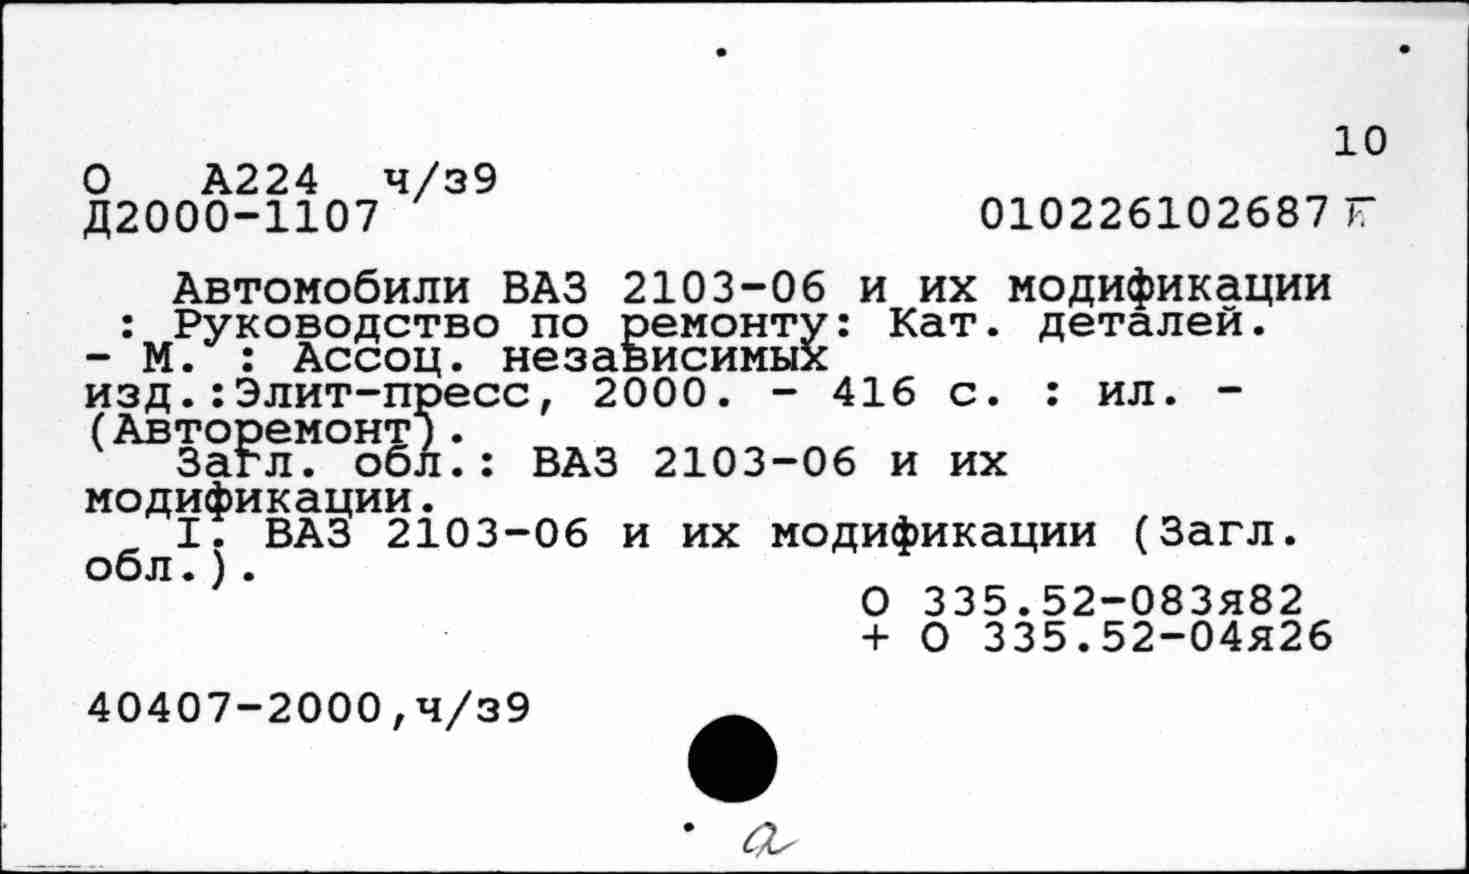 10
О А224 ч/з9
Д2000-1107 010226102687
Автомобили ВАЗ 2103-06 и их модификации
: Руководство по ремонту: Кат. деталей.
- М. : Ассоц. независимых
изд.:Элит-пресс, 2000. - 416 с. : ил. -
(Авторемонт).
Загл. обл.: ВАЗ 2103-06 и их
модификации.
I. ВАЗ 2103-06 и их модификации (Загл.
обл.).
О 335.52-083я82
+ О 335.52-04я26
40407-2000,ч/з9
а